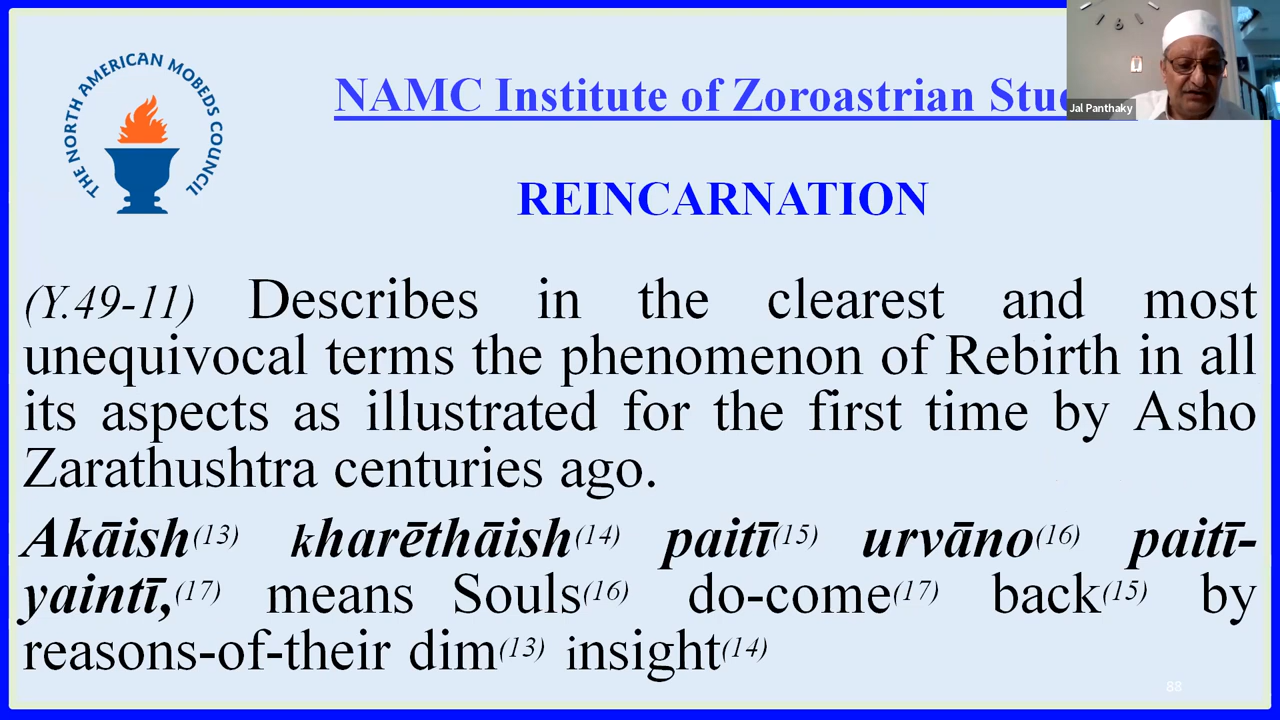 THE NORTH AMERICAN MOBEDS COUNCIL
NAMC Institute of Zoroastrian Stu
Jal Panthaky
REINCARNATION
(Y.49-11) Describes in the clearest and most
unequivocal terms the phenomenon of Rebirth in all
its aspects as illustrated for the first time by Asho
Zarathushtra centuries ago.
Akāish(13) kharēthāish(14) paitī(15) urvāno(16) paitī-
yaintī,(17) means Souls(16) do-come(17) back(15) by
reasons-of-their dim(13) insight(14)
88